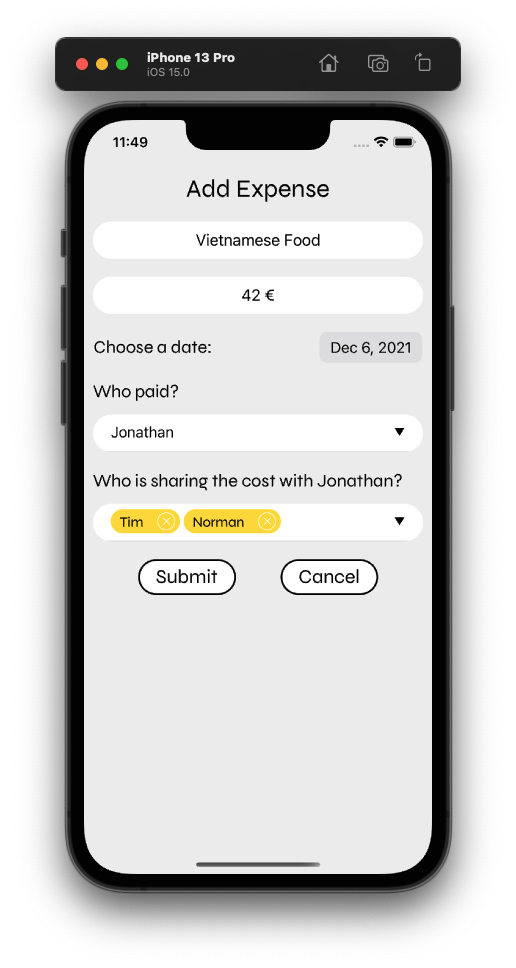 iPhone 13 Pro
iOS 15.0
11:49
Add Expense
Vietnamese Food
42 €
Choose a date: Dec 6, 2021
Who paid?
Jonathan
Who is sharing the cost with Jonathan?
Tim Norman
Submit Cancel